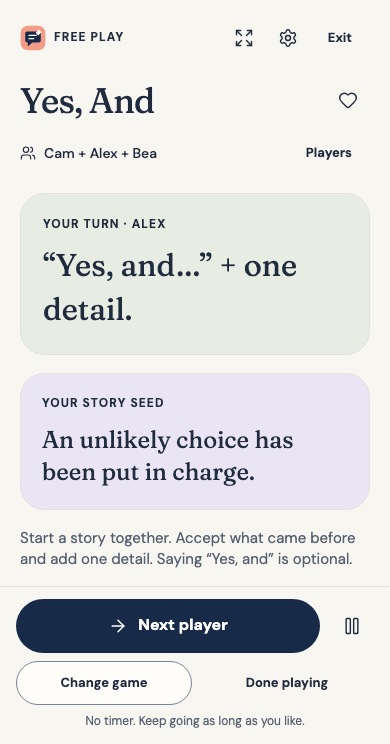 FREE PLAY
Exit
Yes, And
Cam + Alex + Bea
Players
YOUR TURN · ALEX
“Yes, and…” + one
detail.
YOUR STORY SEED
An unlikely choice has
been put in charge.
Start a story together. Accept what came before
and add one detail. Saying “Yes, and” is optional.
Next player
Change game
Done playing
No timer. Keep going as long as you like.